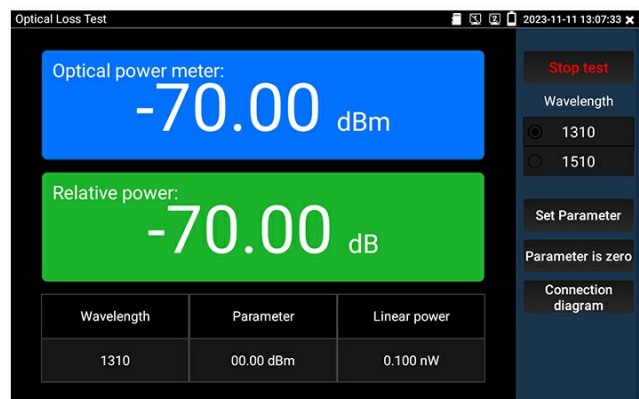 Optical Loss Test
2023-11-11 13:07:33
Optical power meter:
-70.00 dBm
Relative power:
-70.00 dB
Wavelength Parameter Linear power
1310 00.00 dBm 0.100 nW
Stop test
Wavelength
1310
1510
Set Parameter
Parameter is zero
Connection
diagram